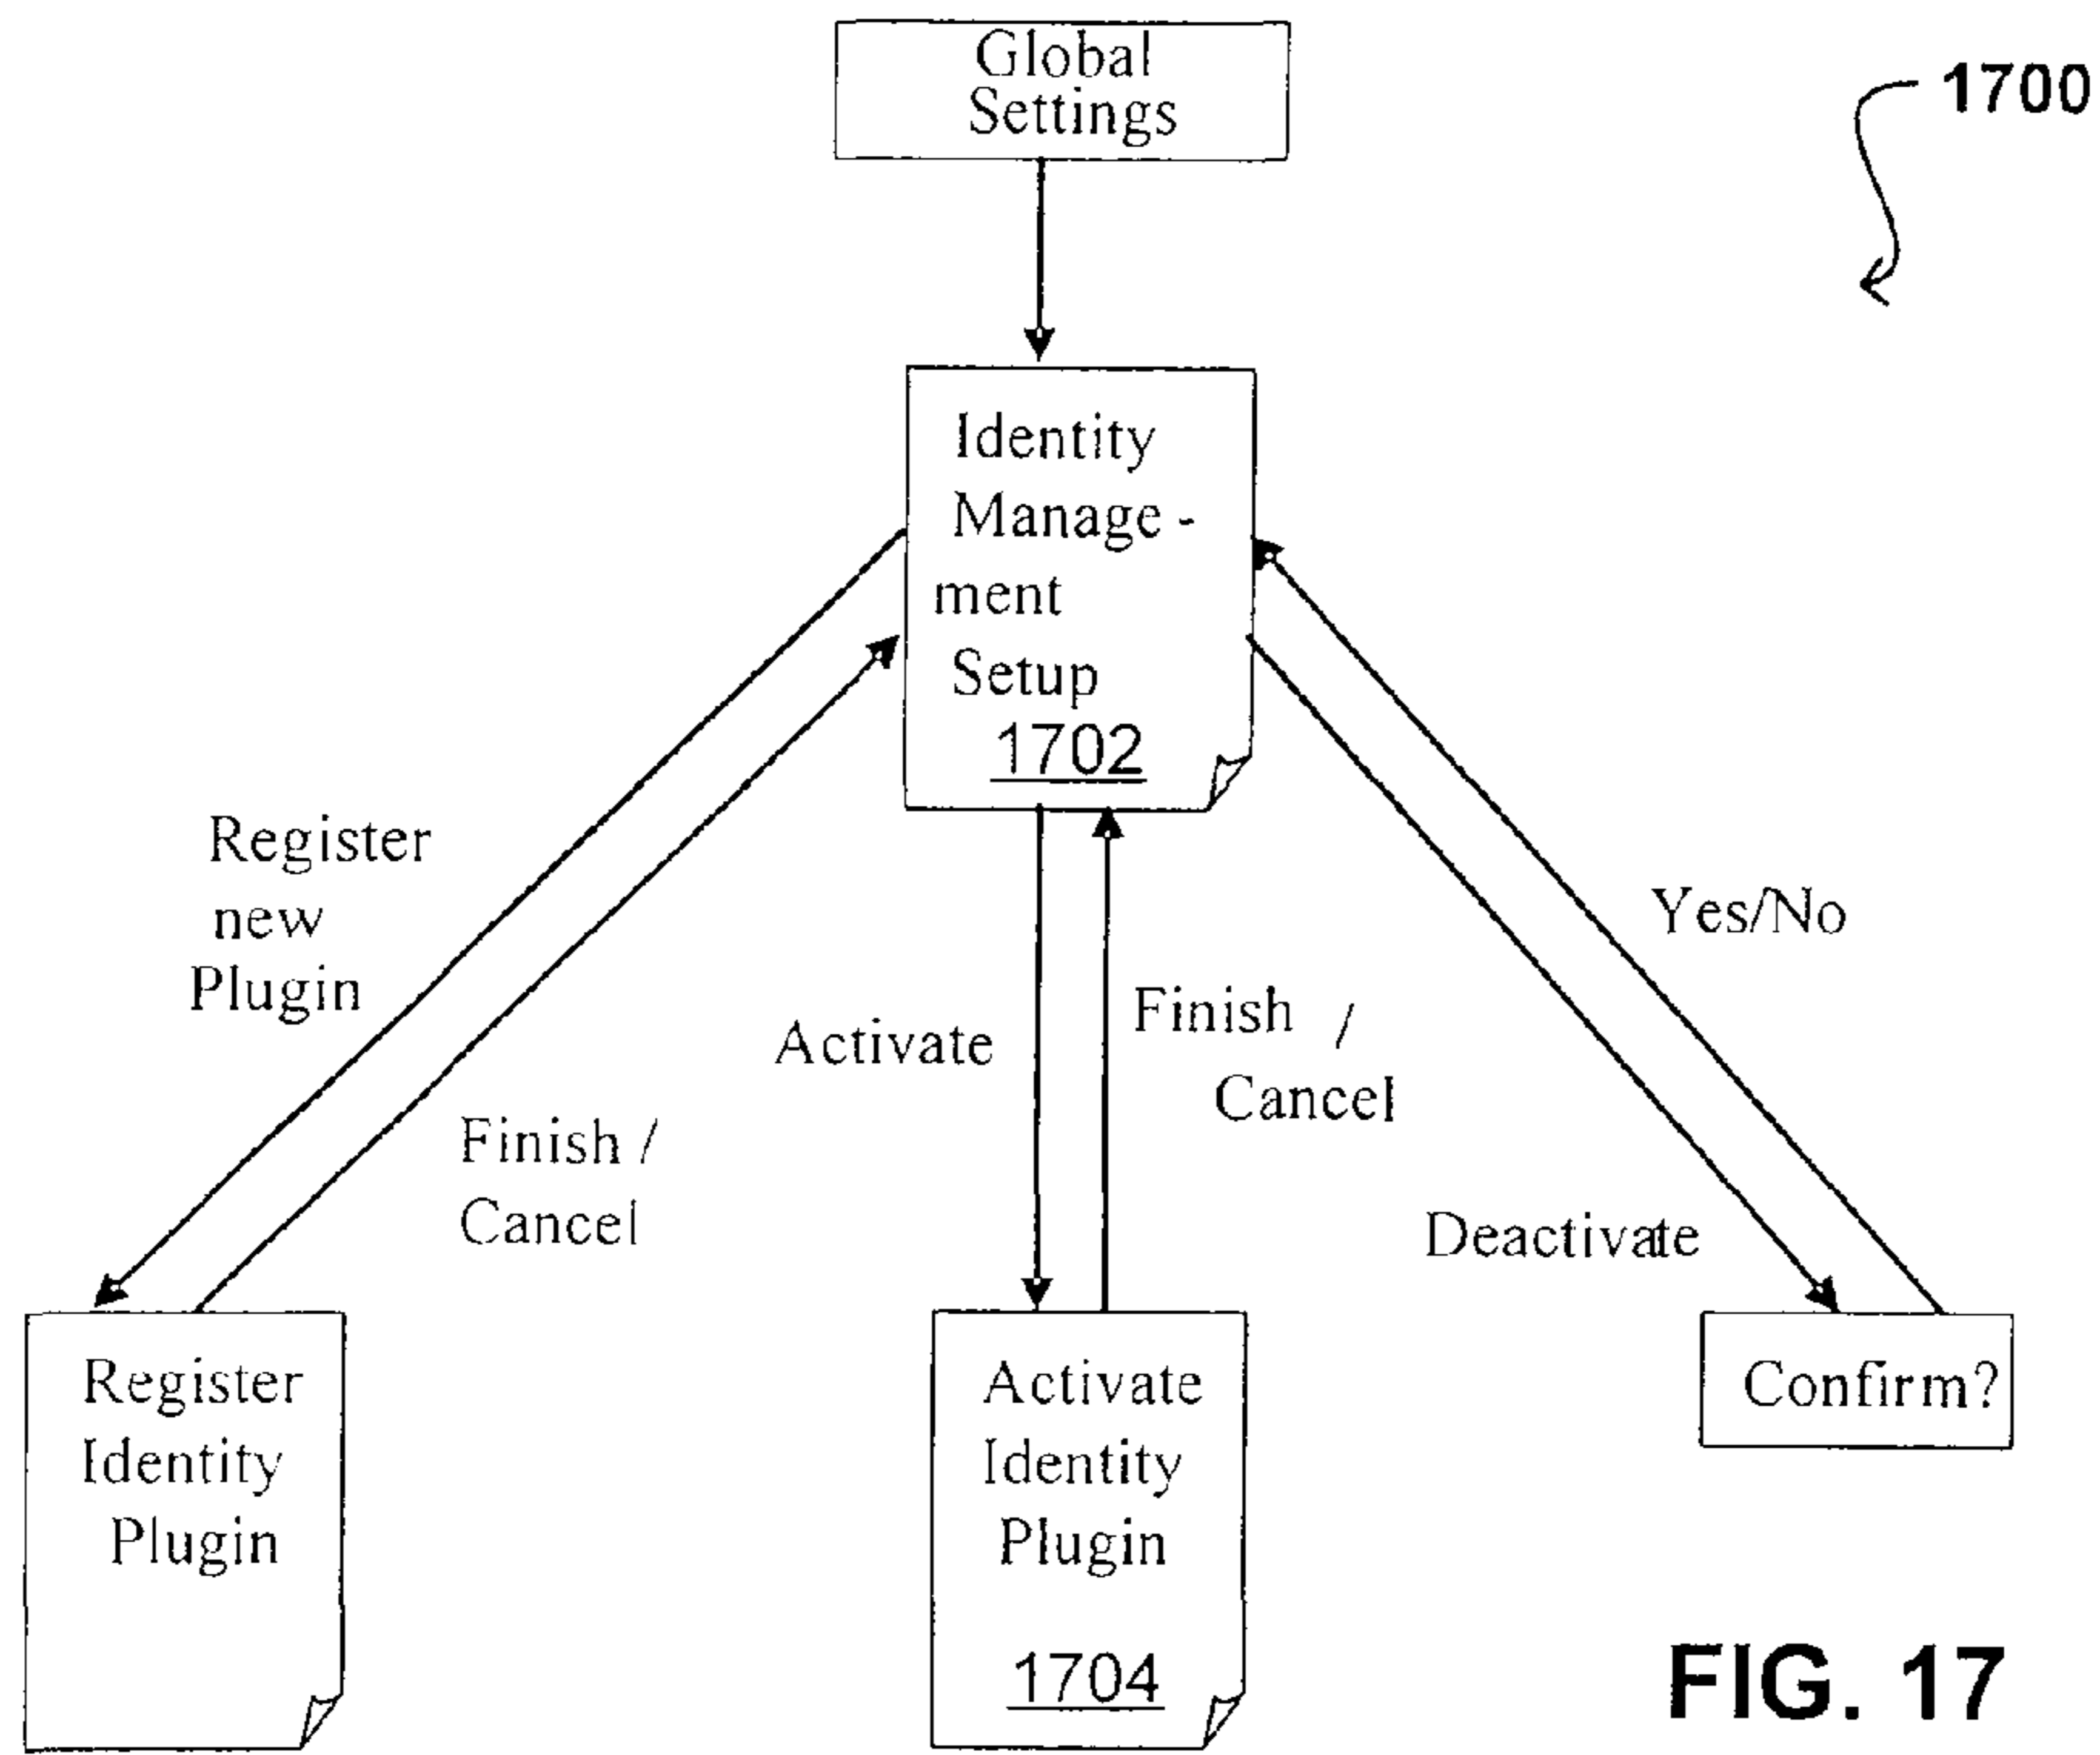 Global
Settings
1700
Identity
Manage -
ment
Setup
1702
Register
new
Plugin
Finish /
Cancel
Activate
Finish /
Cancel
Yes/No
Deactivate
Register
Identity
Plugin
Activate
Identity
Plugin
1704
Confirm?
FIG. 17